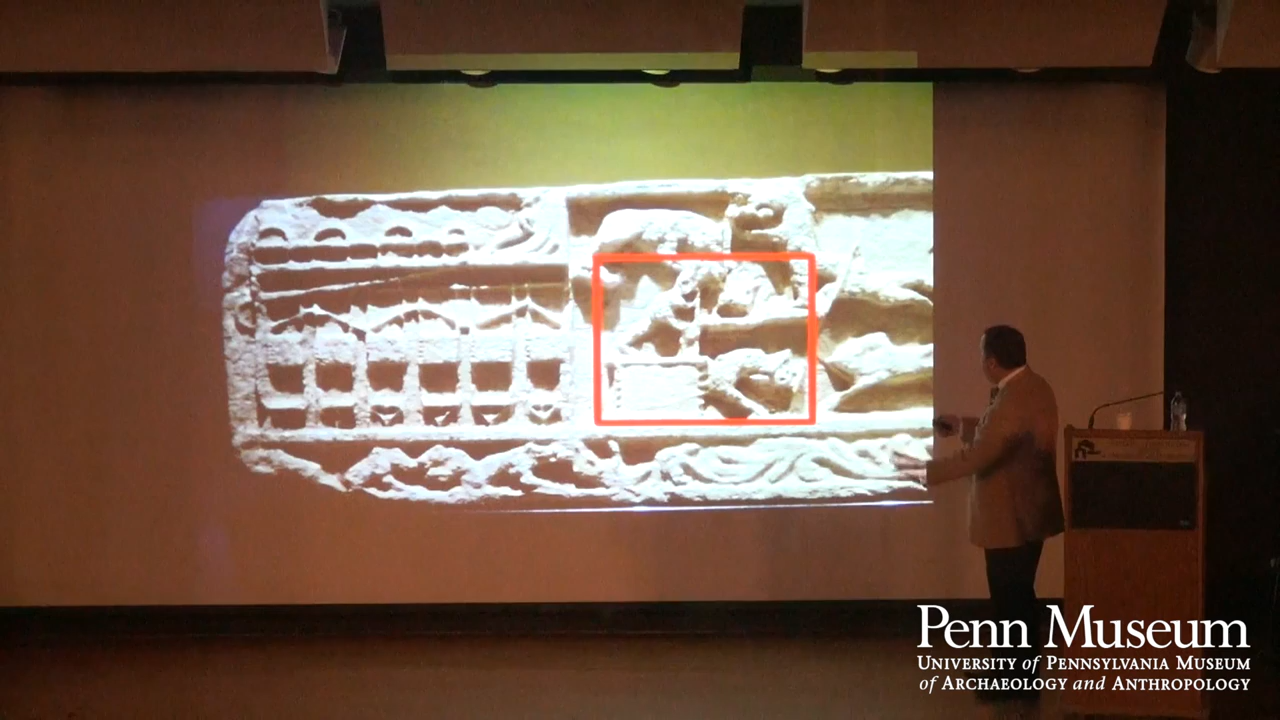 Penn Museum
University of Pennsylvania Museum
of Archaeology and Anthropology